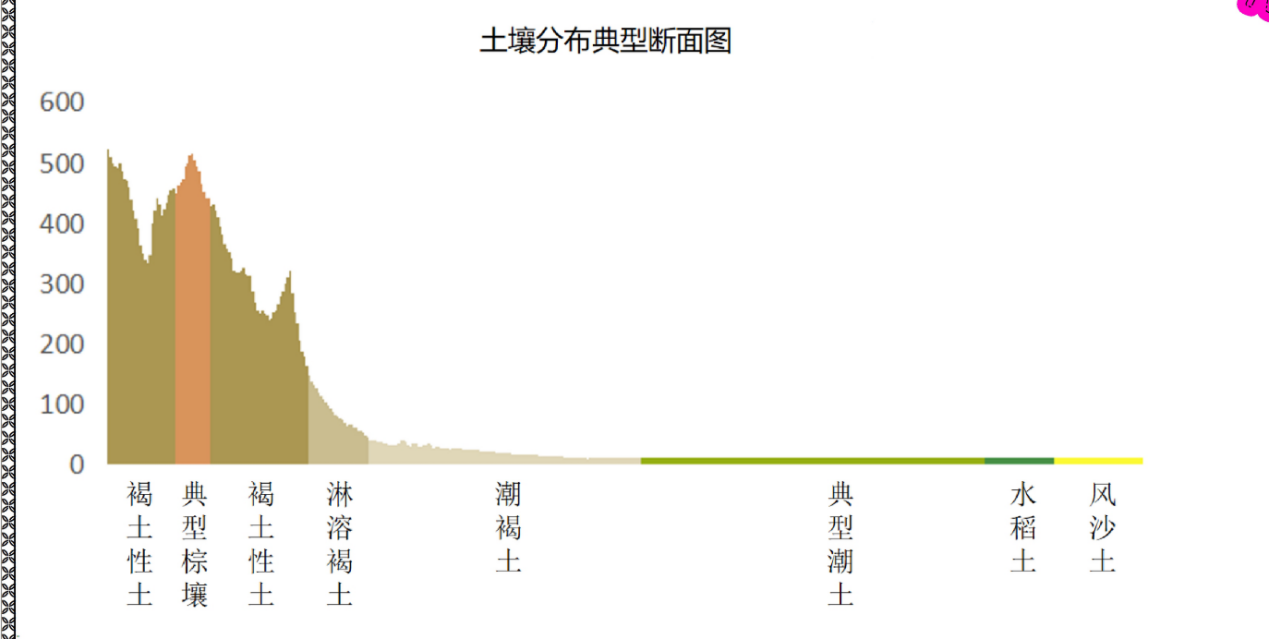 土壤分布典型断面图
600
500
400
300
200
100
0
褐土性土
典型棕壤
褐土性土
淋溶褐土
潮褐土
典型潮土
水稻土
风沙土